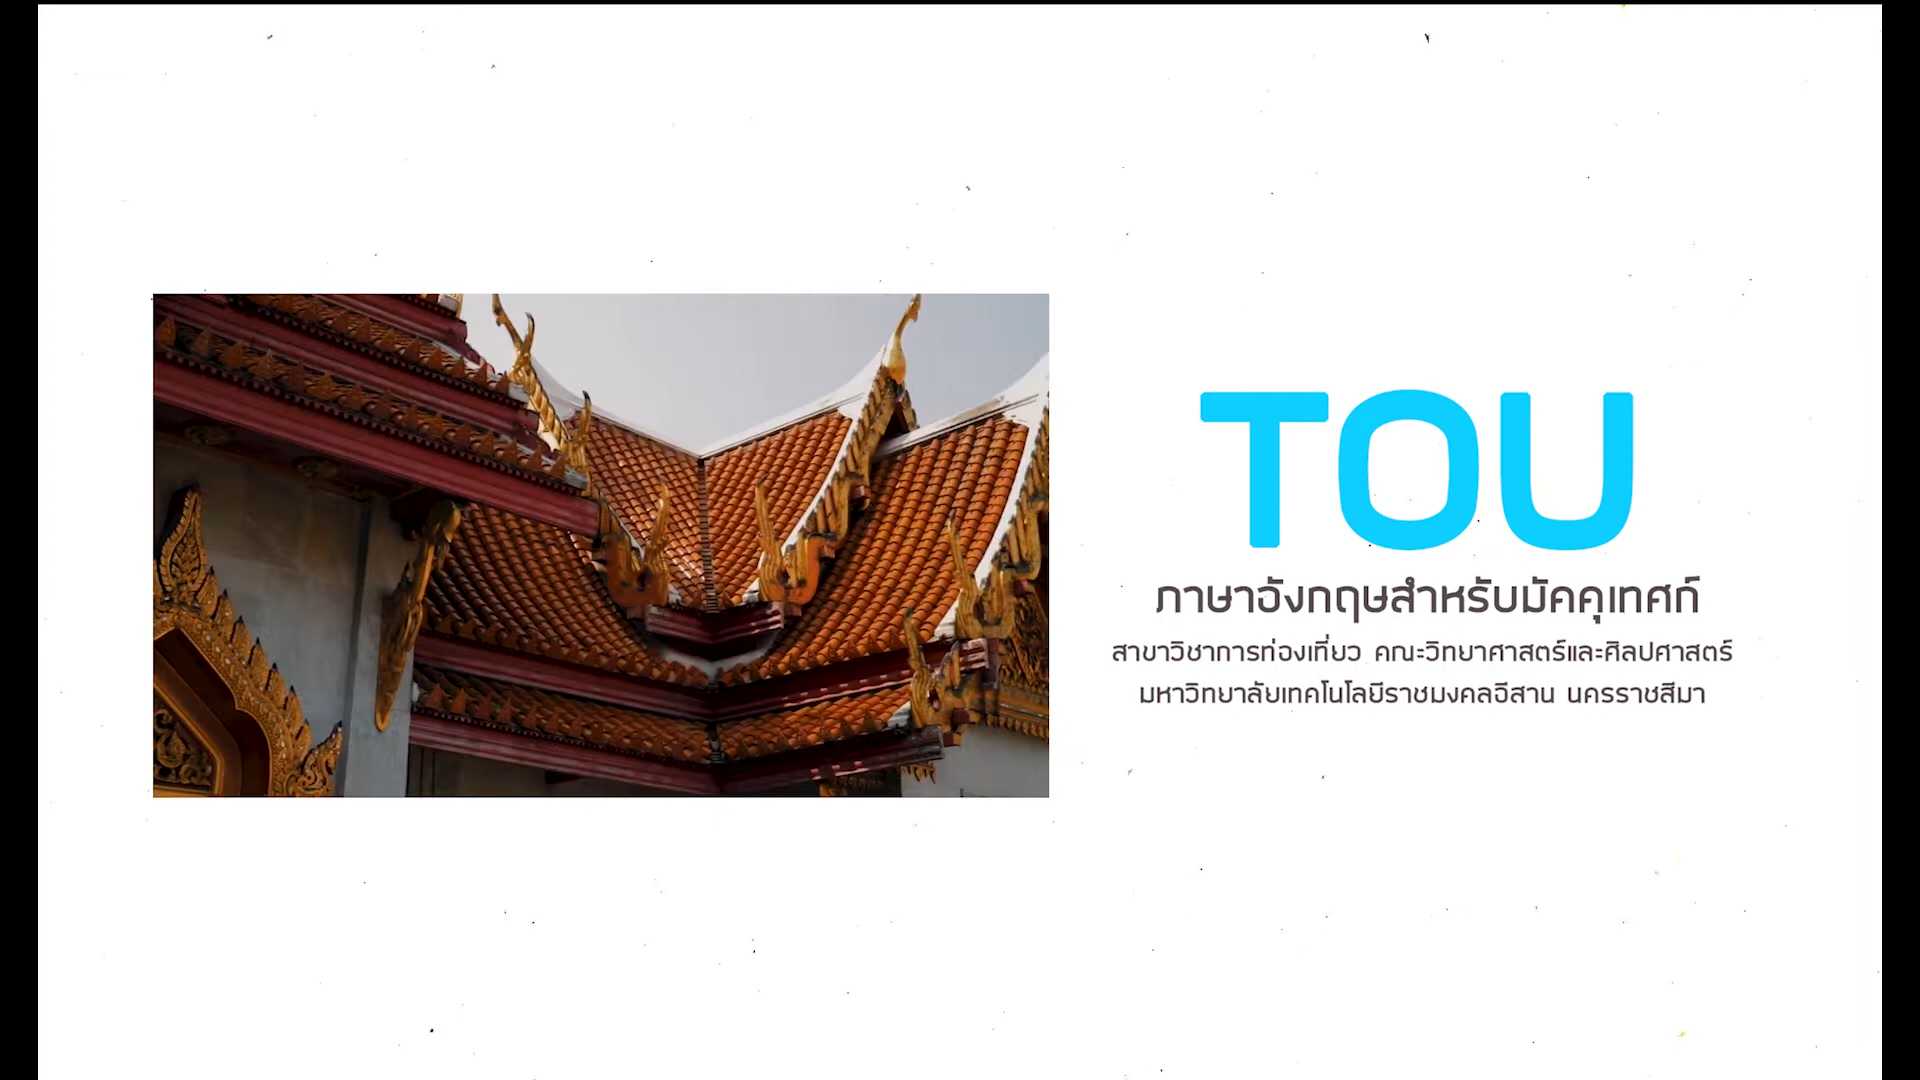 TOU
ภาษาอังกฤษสำหรับมัคคุเทศก์
สาขาวิชาการท่องเที่ยว คณะวิทยาศาสตร์และศิลปศาสตร์
มหาวิทยาลัยเทคโนโลยีราชมงคลอีสาน นครราชสีมา